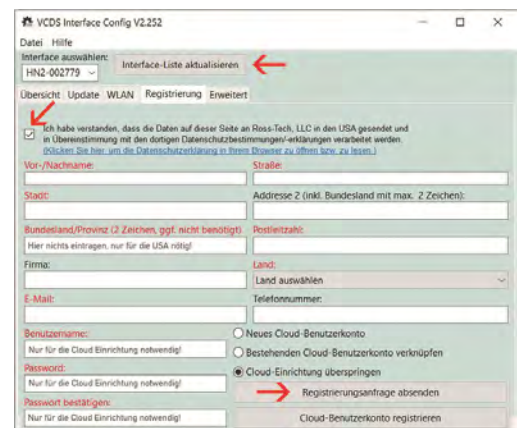 VCDS Interface Config V2.252
Datei Hilfe
Interface auswählen:
HN2-002779
Interface-Liste aktualisieren
Übersicht Update WLAN Registrierung Erweitert
Ich habe verstanden, dass die Daten auf dieser Seite an Ross-Tech, LLC in den USA gesendet und
in Übereinstimmung mit den dortigen Datenschutzbestimmungen/-erklärungen verarbeitet werden.
(Klicken Sie hier um die Datenschutzerklärung in Ihrem Browser zu öffnen bzw. zu lesen.)
Vor-/Nachname:
Straße:
Stadt:
Addresse 2 (inkl. Bundesland mit max. 2 Zeichen):
Bundesland/Provinz (2 Zeichen, ggf. nicht benötigt)
Postleitzahl:
Hier nichts eintragen, nur für die USA nötig!
Firma:
Land:
Land auswählen
E-Mail:
Telefonnummer:
Benutzername:
Neues Cloud-Benutzerkonto
Nur für die Cloud Einrichtung notwendig!
Bestehenden Cloud-Benutzerkonto verknüpfen
Password:
Cloud-Einrichtung überspringen
Nur für die Cloud Einrichtung notwendig!
Registrierungsanfrage absenden
Passwort bestätigen:
Nur für die Cloud Einrichtung notwendig!
Cloud-Benutzerkonto registrieren